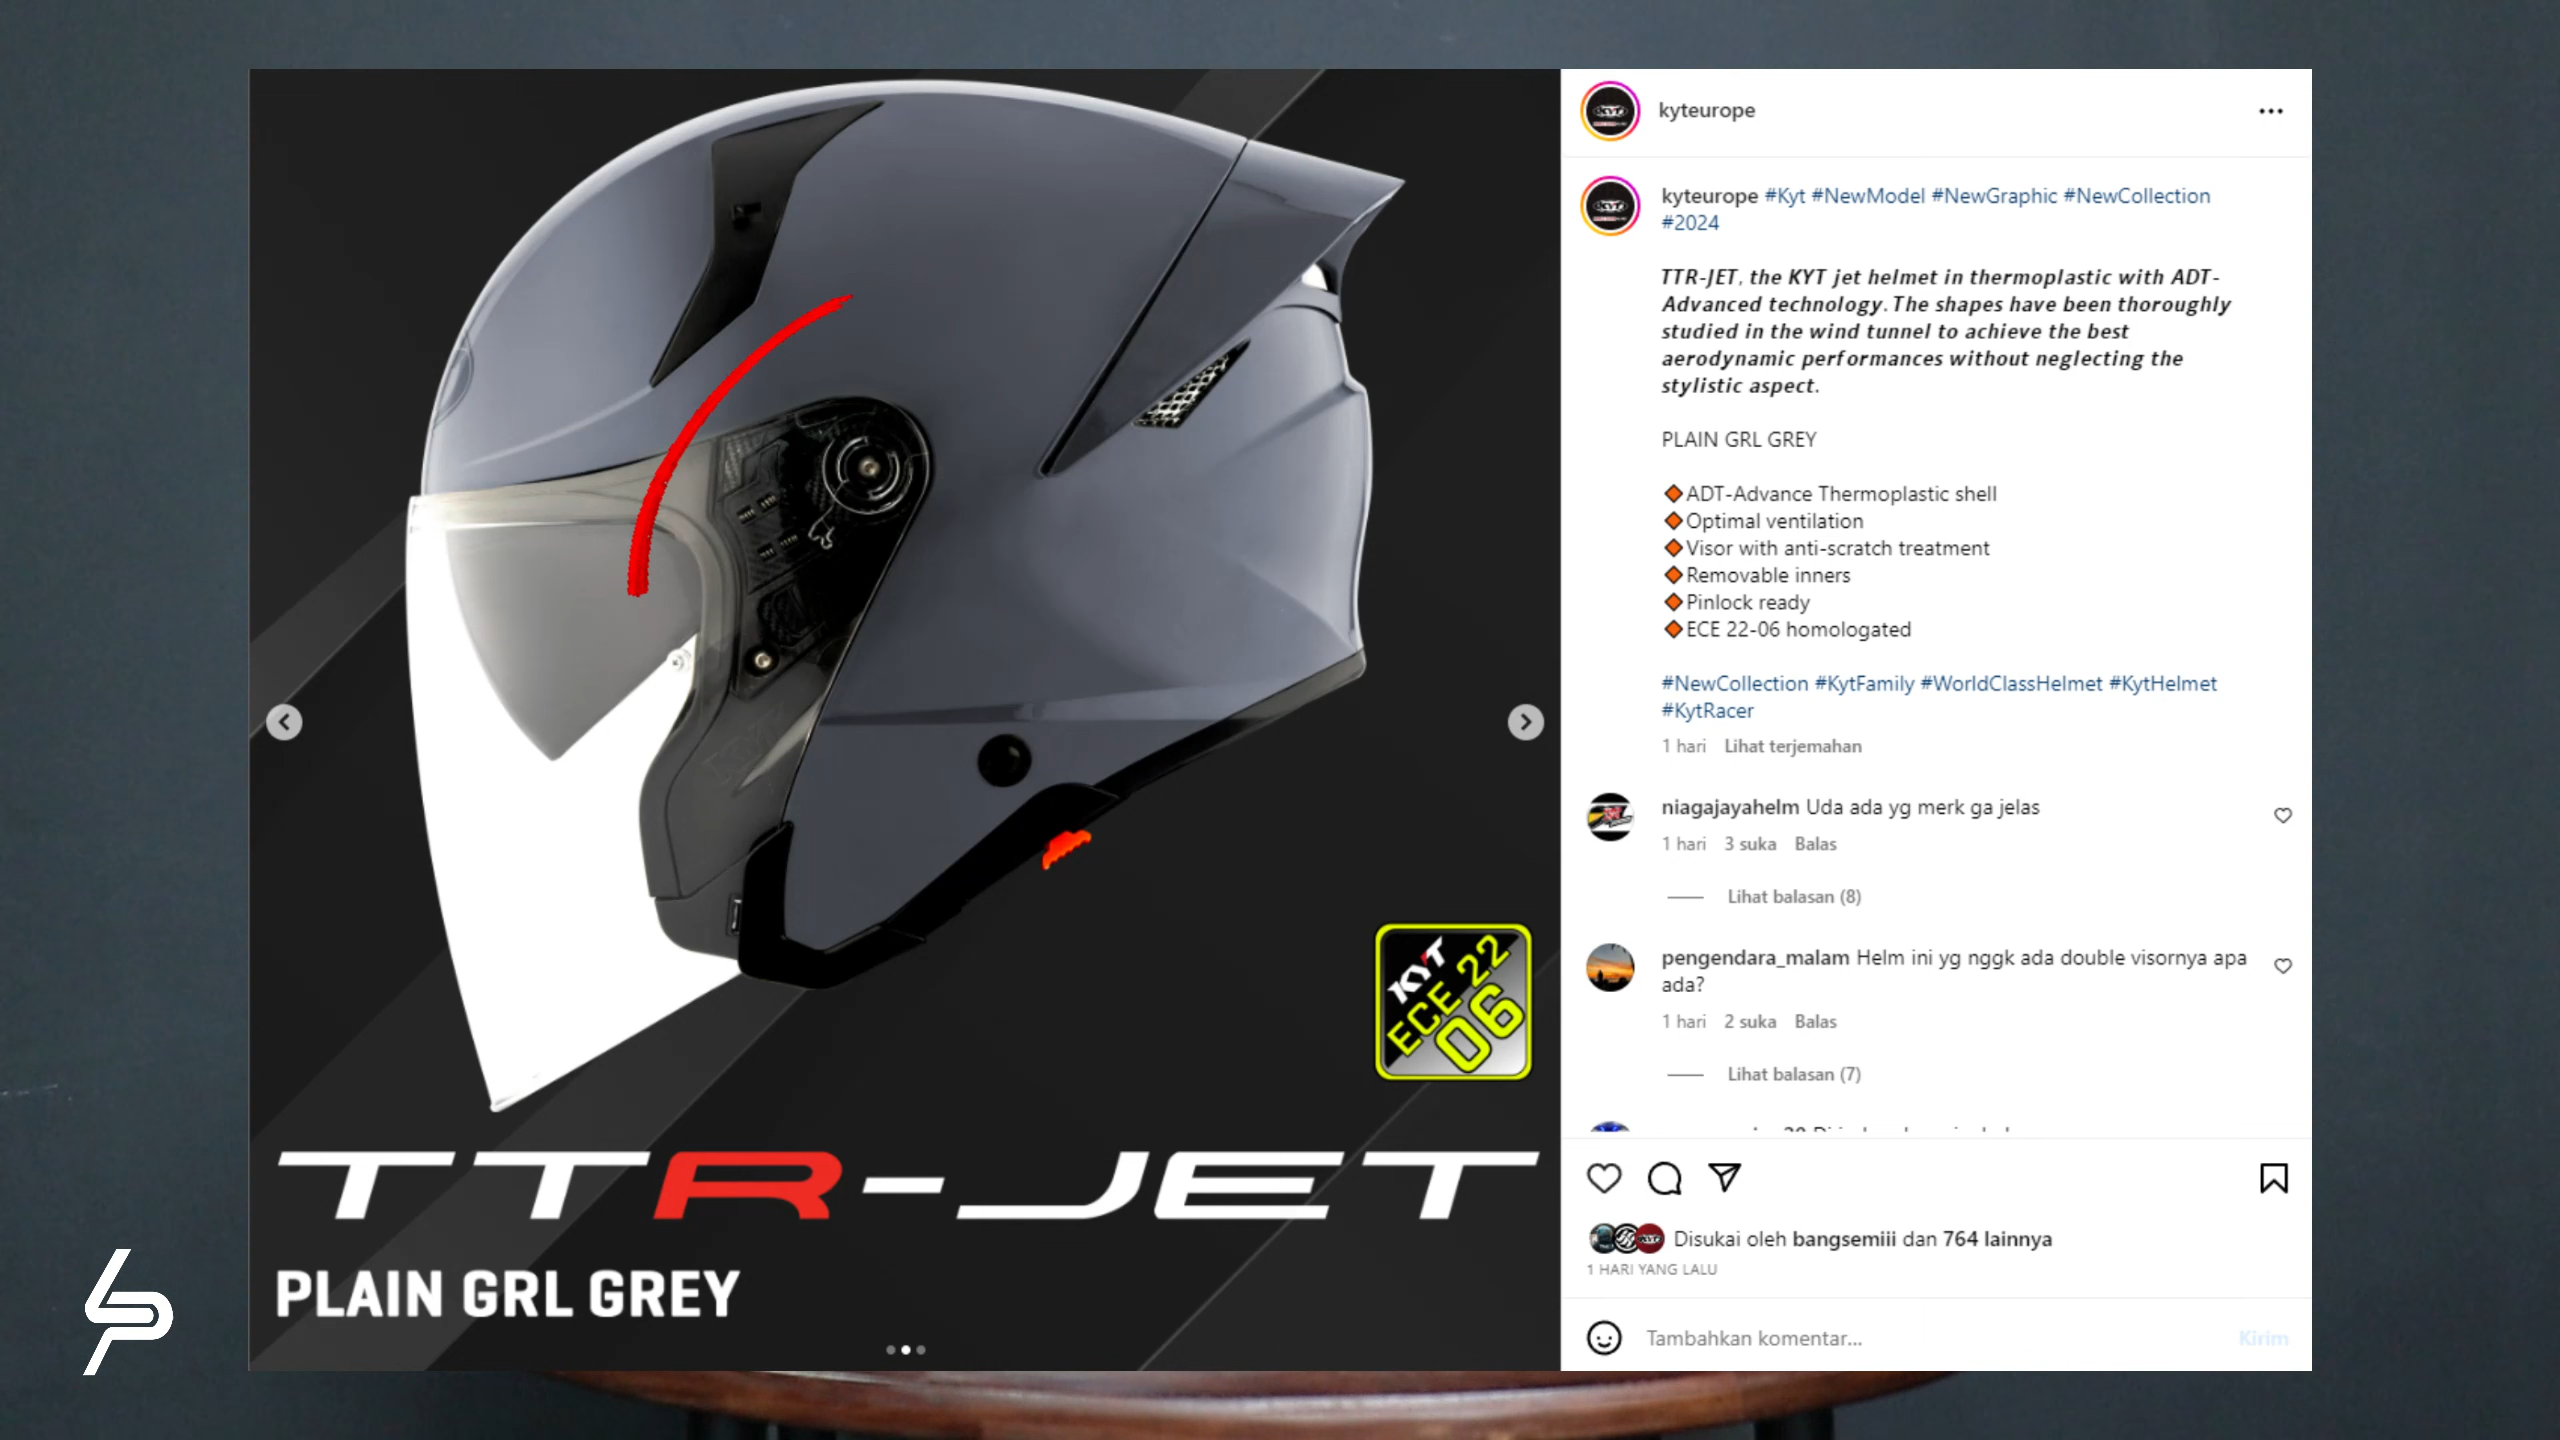 TTR-JET
PLAIN GRL GREY
KYT
ECE 22
06
kyteurope
kyteurope #Kyt #NewModel #NewGraphic #NewCollection
#2024
TTR-JET, the KYT jet helmet in thermoplastic with ADT-
Advanced technology. The shapes have been thoroughly
studied in the wind tunnel to achieve the best
aerodynamic performances without neglecting the
stylistic aspect.
PLAIN GRL GREY
🔶ADT-Advance Thermoplastic shell
🔶Optimal ventilation
🔶Visor with anti-scratch treatment
🔶Removable inners
🔶Pinlock ready
🔶ECE 22-06 homologated
#NewCollection #KytFamily #WorldClassHelmet #KytHelmet
#KytRacer
1 hari Lihat terjemahan
niagajayahelm Uda ada yg merk ga jelas
1 hari 3 suka Balas
Lihat balasan (8)
pengendara_malam Helm ini yg nggk ada double visornya apa
ada?
1 hari 2 suka Balas
Lihat balasan (7)
Disukai oleh bangsemiii dan 764 lainnya
1 HARI YANG LALU
Tambahkan komentar...
Kirim